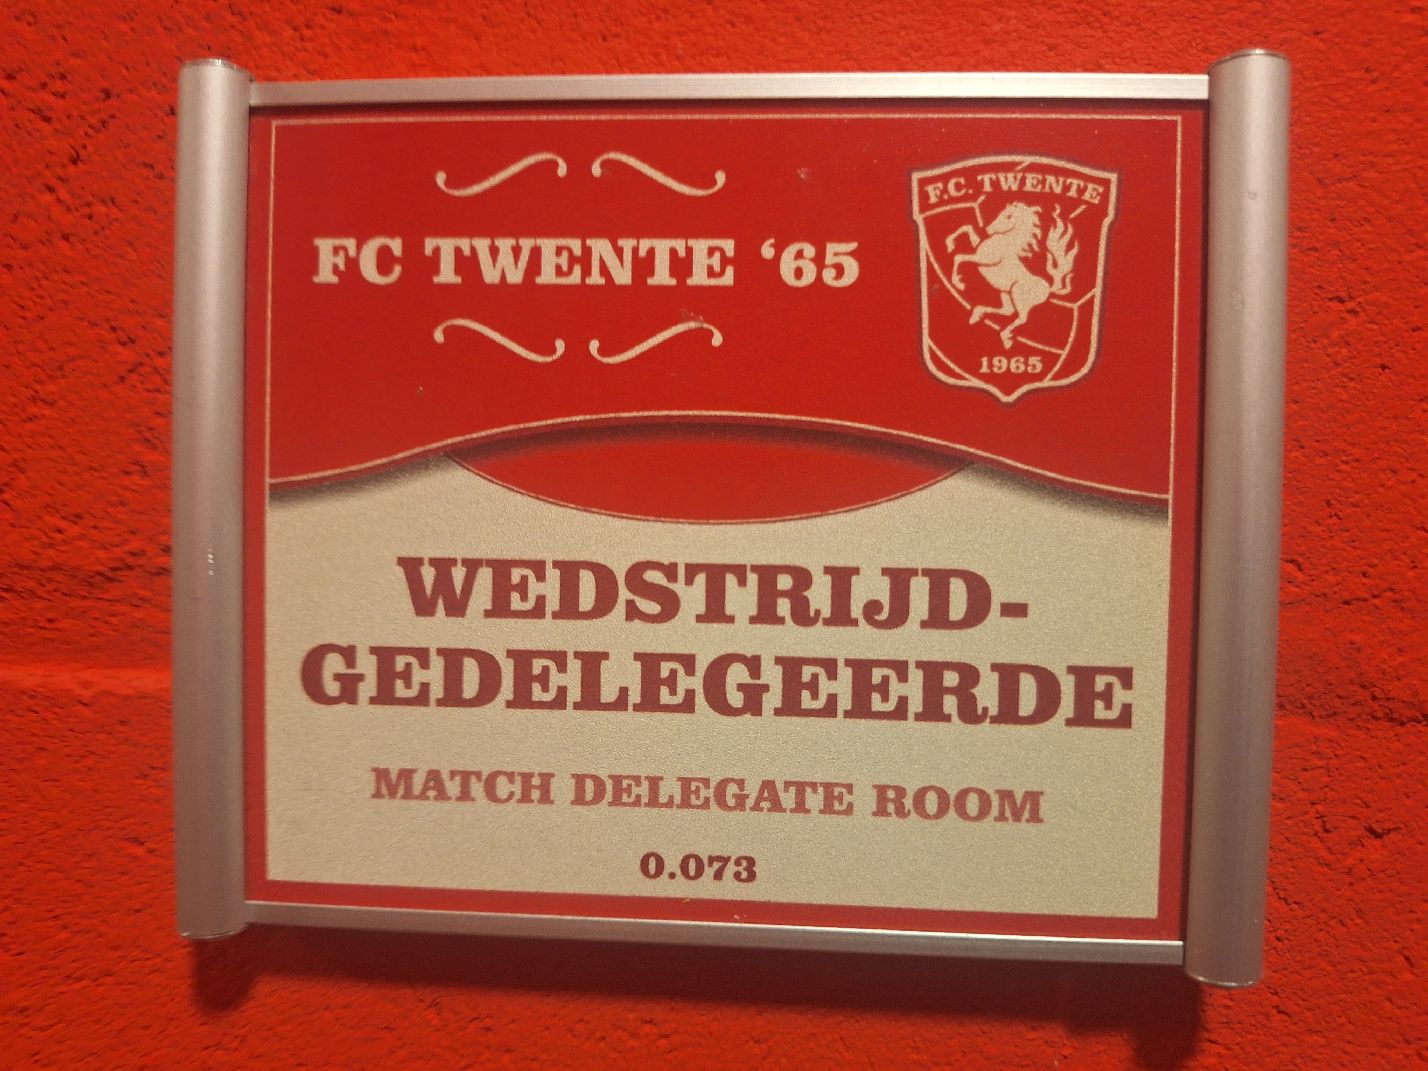 FC TWENTE ‘65
F.C. TWENTE
1965
WEDSTRIJD-
GEDELEGEERDE
MATCH DELEGATE ROOM
0.073